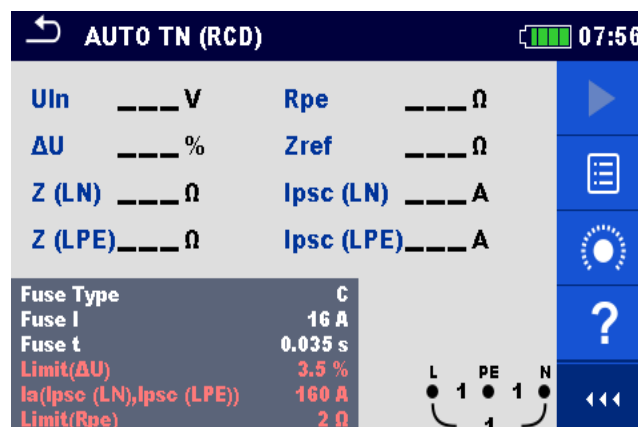 AUTO TN (RCD) 07:56
Uln ___V Rpe ___Ω
ΔU ___% Zref ___Ω
Z (LN) ___Ω Ipsc (LN) ___A
Z (LPE)___Ω Ipsc (LPE)___A
Fuse Type C
Fuse I 16 A
Fuse t 0.035 s
Limit(ΔU) 3.5 %
Ia(Ipsc (LN),Ipsc (LPE)) 160 A
Limit(Rpe) 2 Ω
L PE N
1 1
1
?